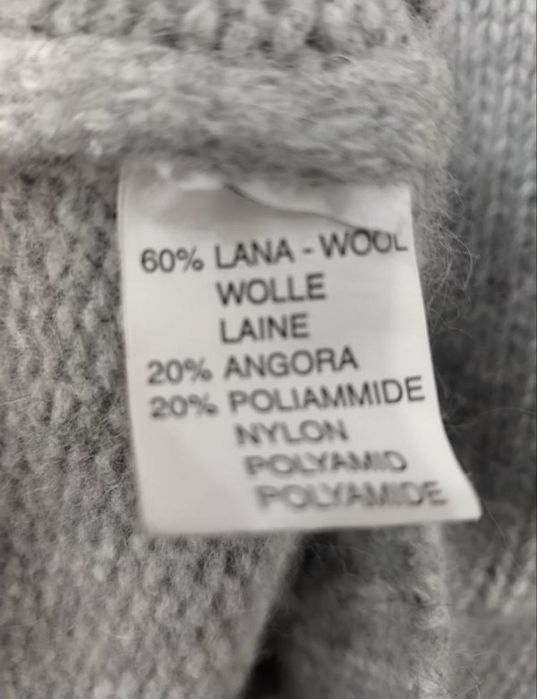 60% LANA - WOOL
WOLLE
LAINE
20% ANGORA
20% POLIAMMIDE
NYLON
POLYAMID
POLYAMIDE